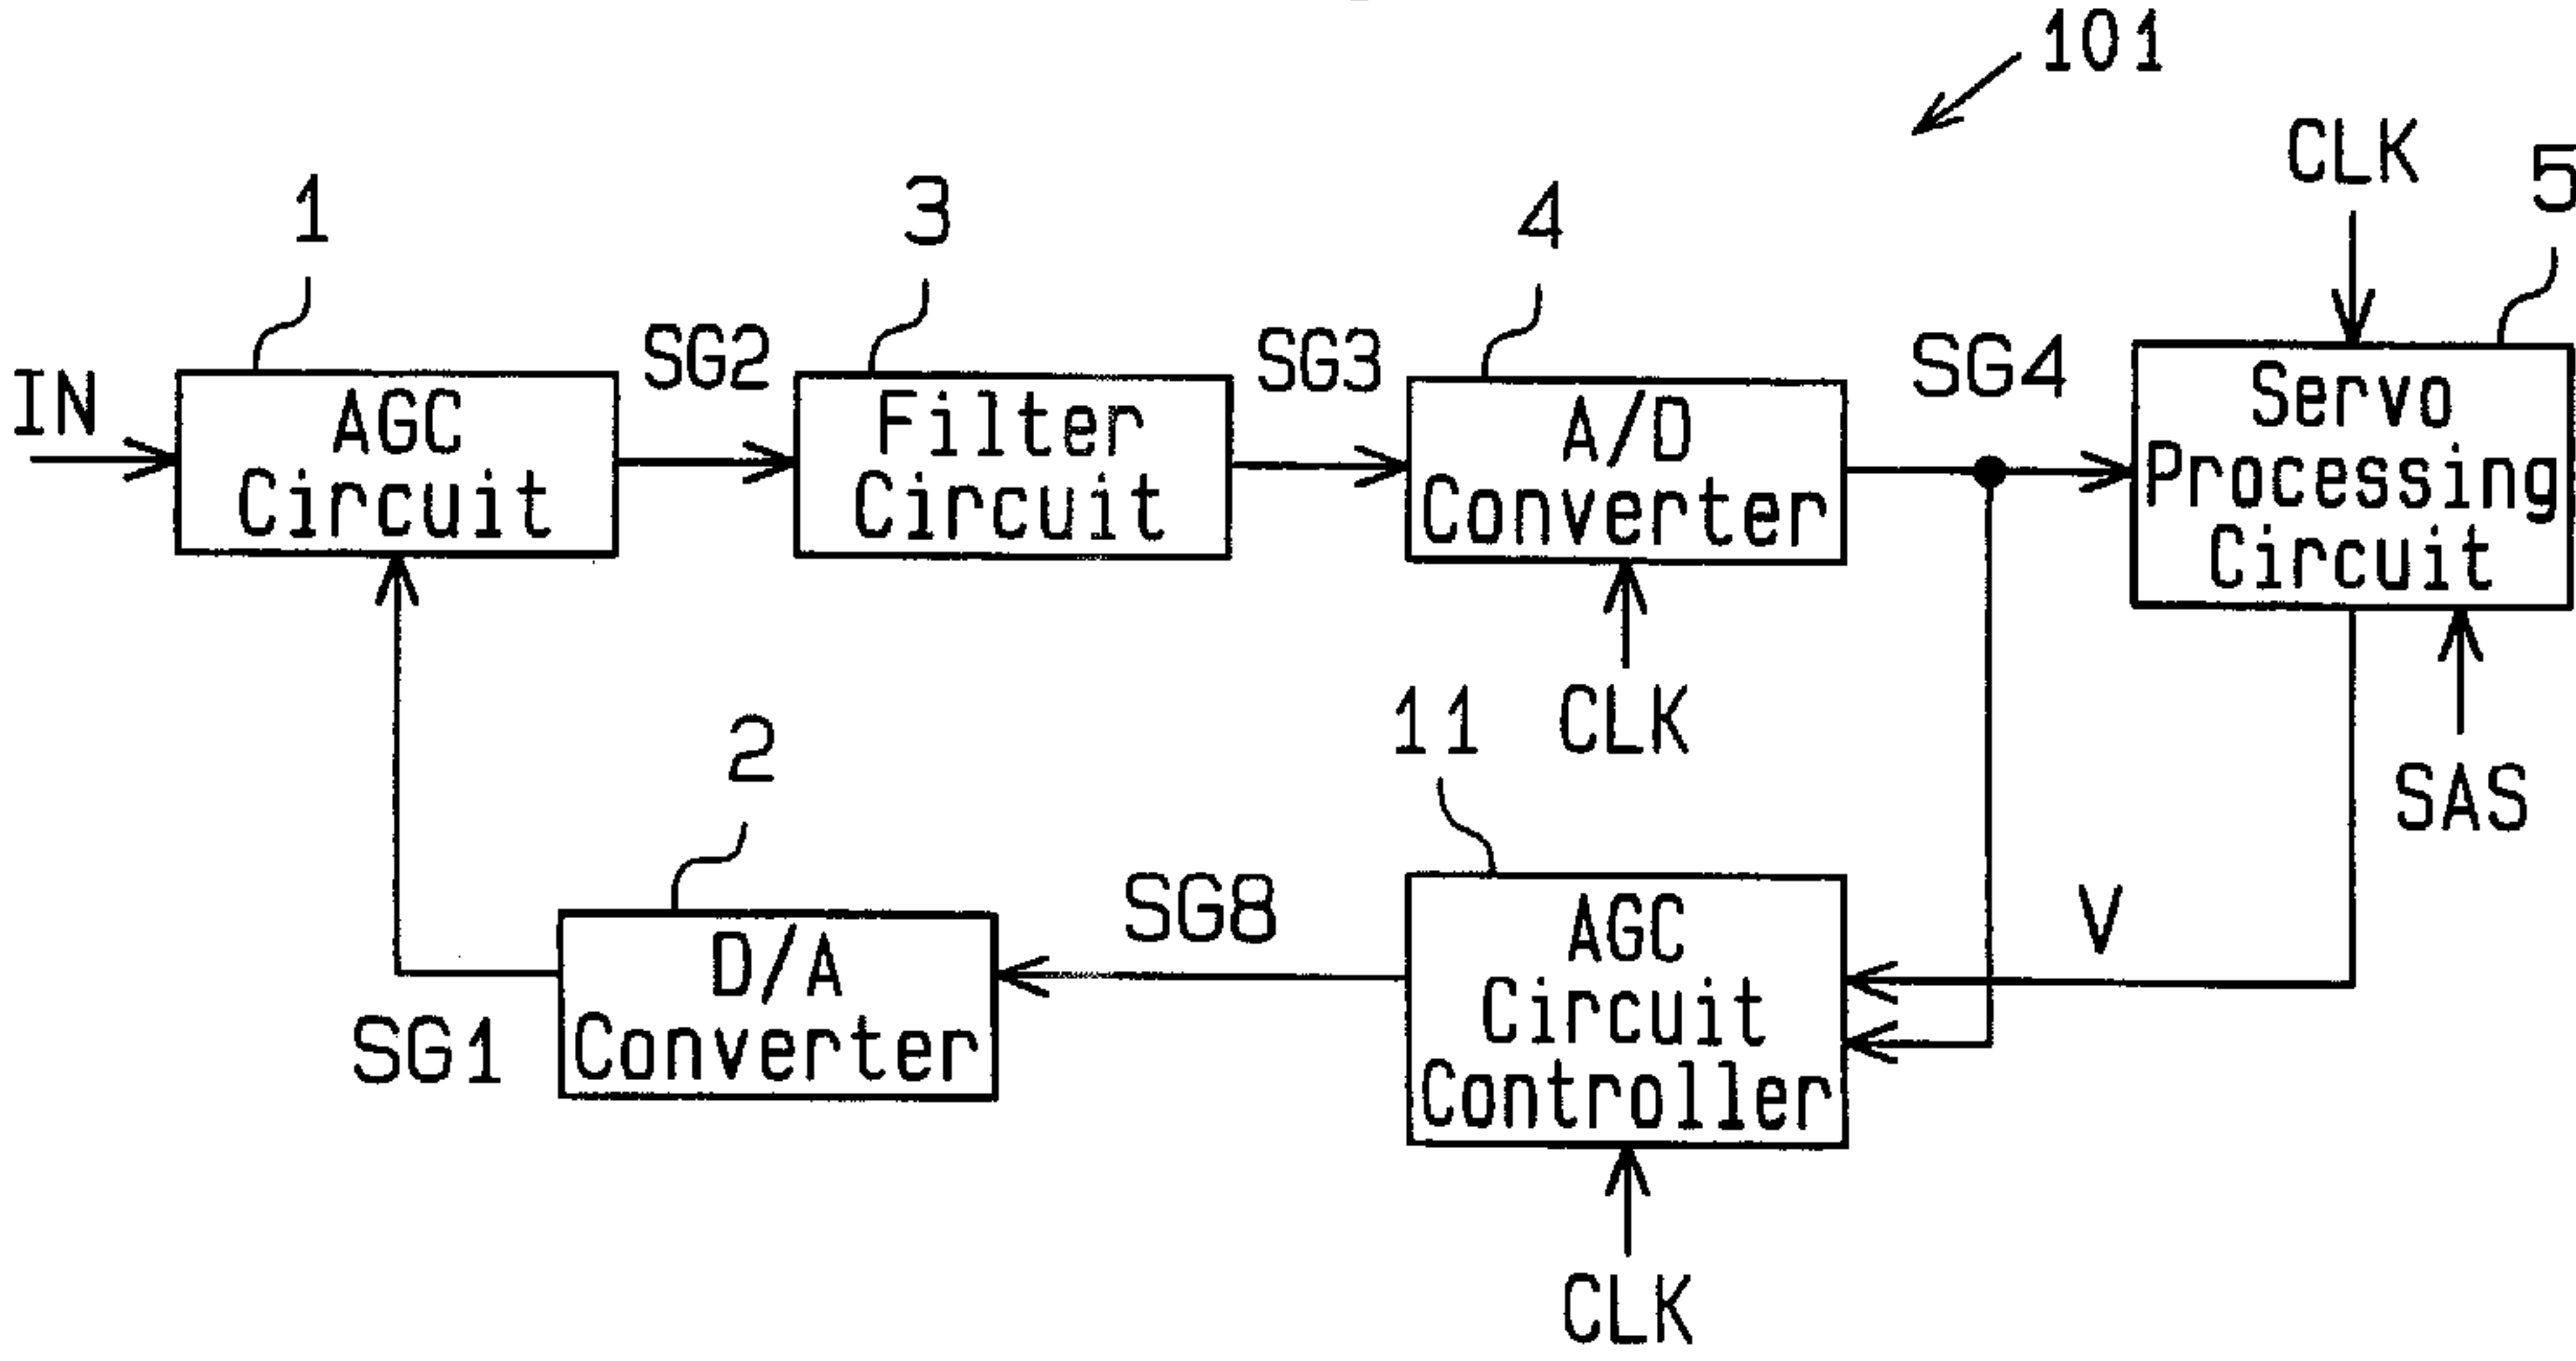 101
CLK
5
1
3
4
IN
AGC
Circuit
SG2
Filter
Circuit
SG3
A/D
Converter
SG4
Servo
Processing
Circuit
CLK
SAS
2
11
SG1
D/A
Converter
SG8
AGC
Circuit
Controller
V
CLK